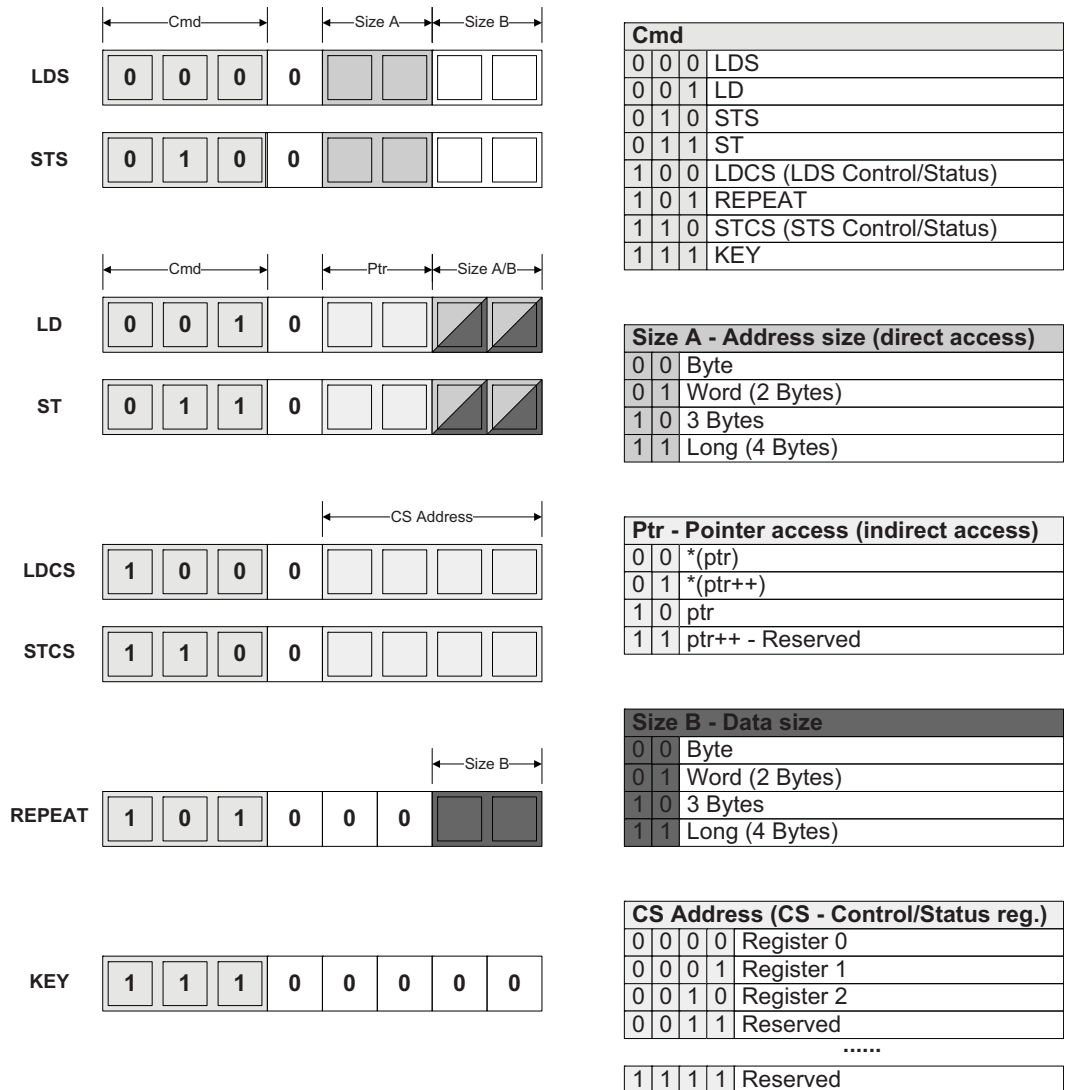 Cmd Size A Size B
LDS 0 0 0 0
STS 0 1 0 0
Cmd Ptr Size A/B
LD 0 0 1 0
ST 0 1 1 0
CS Address
LDCS 1 0 0 0
STCS 1 1 0 0
Size B
REPEAT 1 0 1 0 0 0
KEY 1 1 1 0 0 0 0 0
Cmd
0 0 0 LDS
0 0 1 LD
0 1 0 STS
0 1 1 ST
1 0 0 LDCS (LDS Control/Status)
1 0 1 REPEAT
1 1 0 STCS (STS Control/Status)
1 1 1 KEY
Size A - Address size (direct access)
0 0 Byte
0 1 Word (2 Bytes)
1 0 3 Bytes
1 1 Long (4 Bytes)
Ptr - Pointer access (indirect access)
0 0 *(ptr)
0 1 *(ptr++)
1 0 ptr
1 1 ptr++ - Reserved
Size B - Data size
0 0 Byte
0 1 Word (2 Bytes)
1 0 3 Bytes
1 1 Long (4 Bytes)
CS Address (CS - Control/Status reg.)
0 0 0 0 Register 0
0 0 0 1 Register 1
0 0 1 0 Register 2
0 0 1 1 Reserved
......
1 1 1 1 Reserved